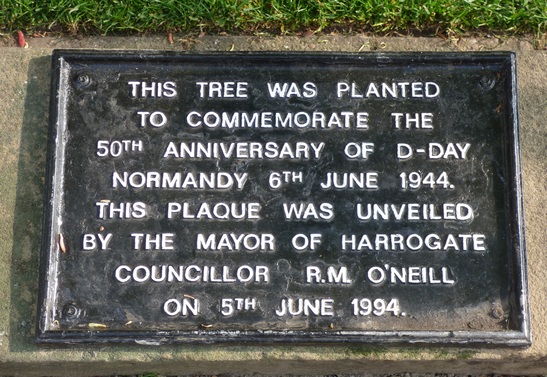 THIS TREE WAS PLANTED
TO COMMEMORATE THE
50TH ANNIVERSARY OF D-DAY
NORMANDY 6TH JUNE 1944.
THIS PLAQUE WAS UNVEILED
BY THE MAYOR OF HARROGATE
COUNCILLOR R.M. O'NEILL
ON 5TH JUNE 1994.